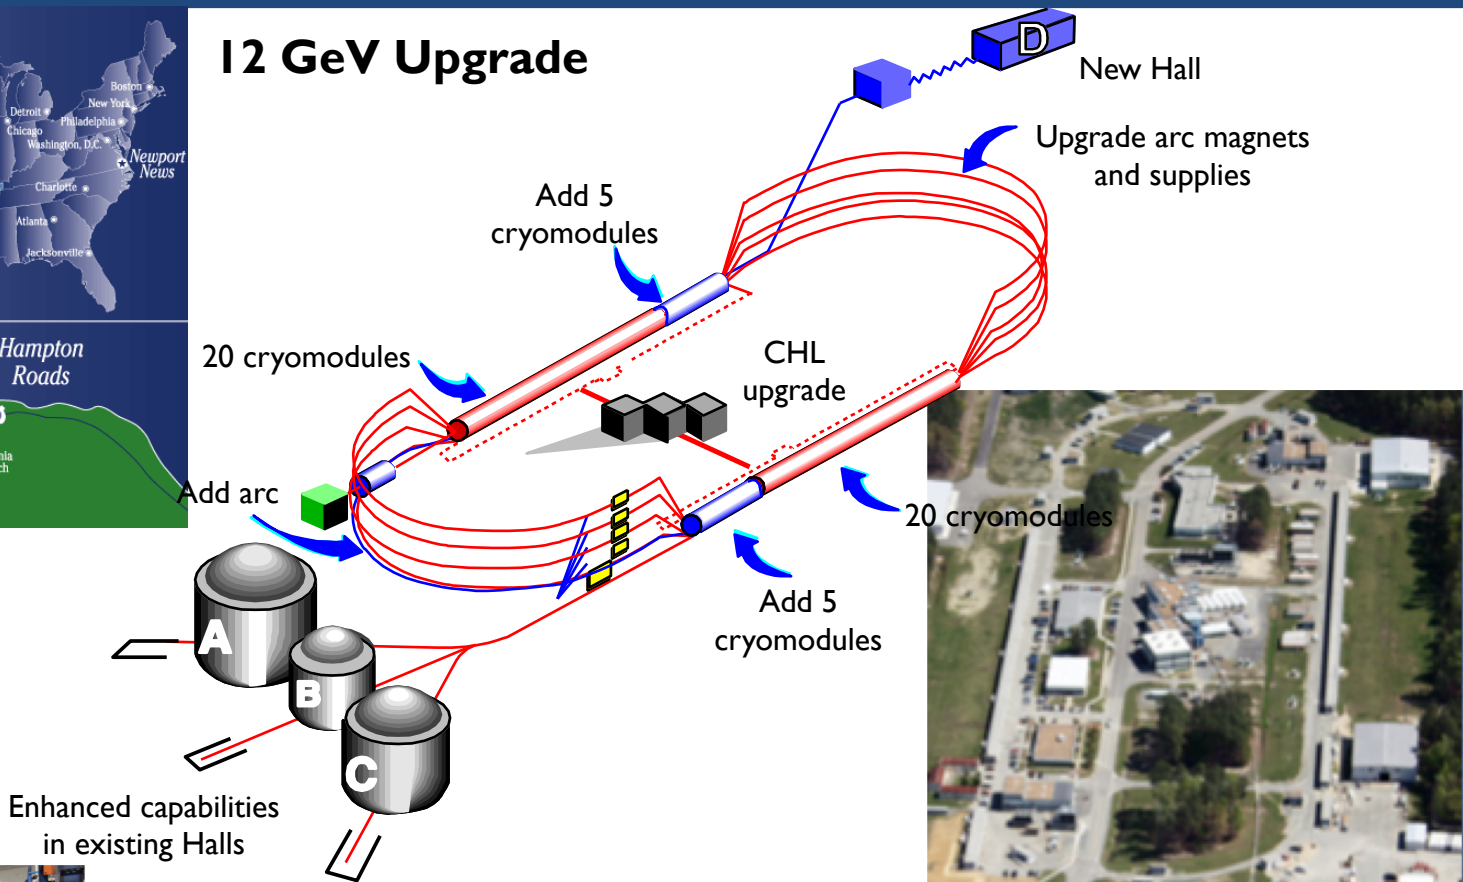 12 GeV Upgrade
D
New Hall
Upgrade arc magnets
and supplies
Add 5
cryomodules
20 cryomodules
CHL
upgrade
Add arc
20 cryomodules
Add 5
cryomodules
A
B
C
Enhanced capabilities
in existing Halls
Boston
New York
Detroit
Philadelphia
Chicago
Washington, D.C.
Newport
News
Charlotte
Atlanta
Jacksonville
Hampton
Roads